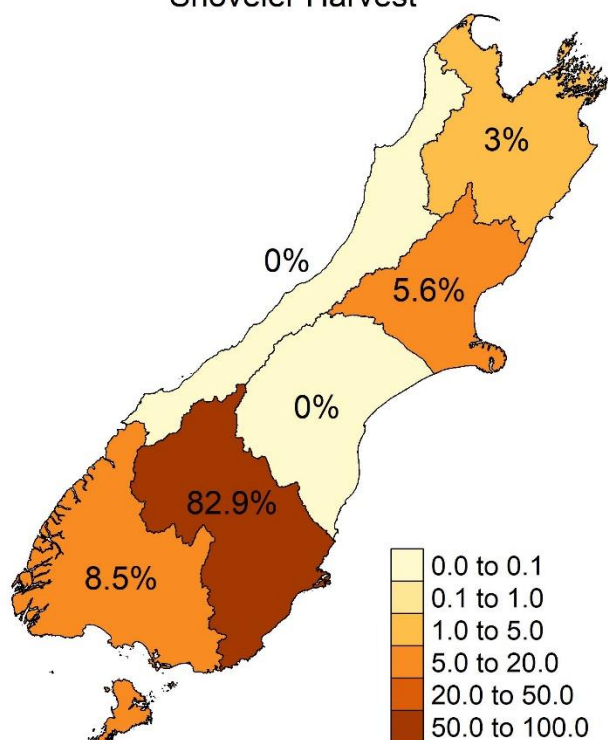 Shoveler Harvest
3%
0%
5.6%
0%
82.9%
8.5%
0.0 to 0.1
0.1 to 1.0
1.0 to 5.0
5.0 to 20.0
20.0 to 50.0
50.0 to 100.0